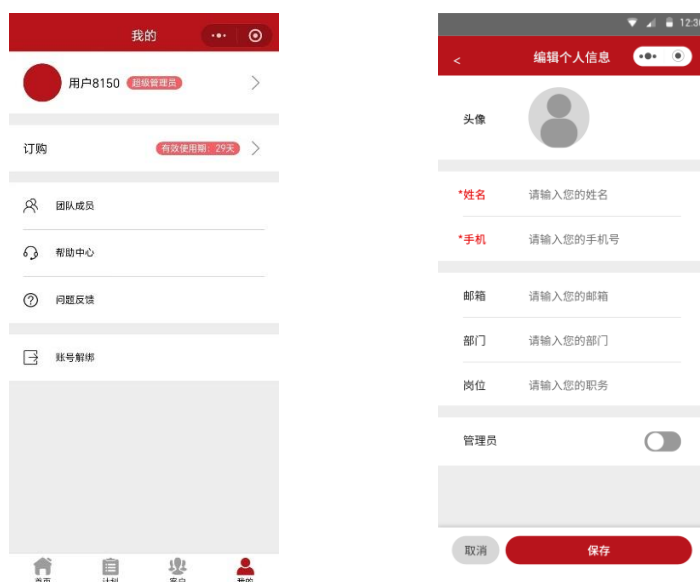 我的
用户8150 超级管理员
订购 有效使用期：29天
团队成员
帮助中心
问题反馈
账号解绑
首页 计划 客户 我的
12:30
< 编辑个人信息
头像
*姓名 请输入您的姓名
*手机 请输入您的手机号
邮箱 请输入您的邮箱
部门 请输入您的部门
岗位 请输入您的职务
管理员
取消 保存